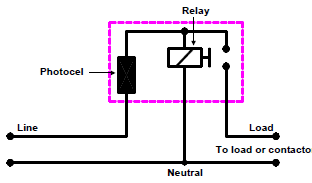 Relay
Photocel
Line
Load
To load or contacto
Neutral